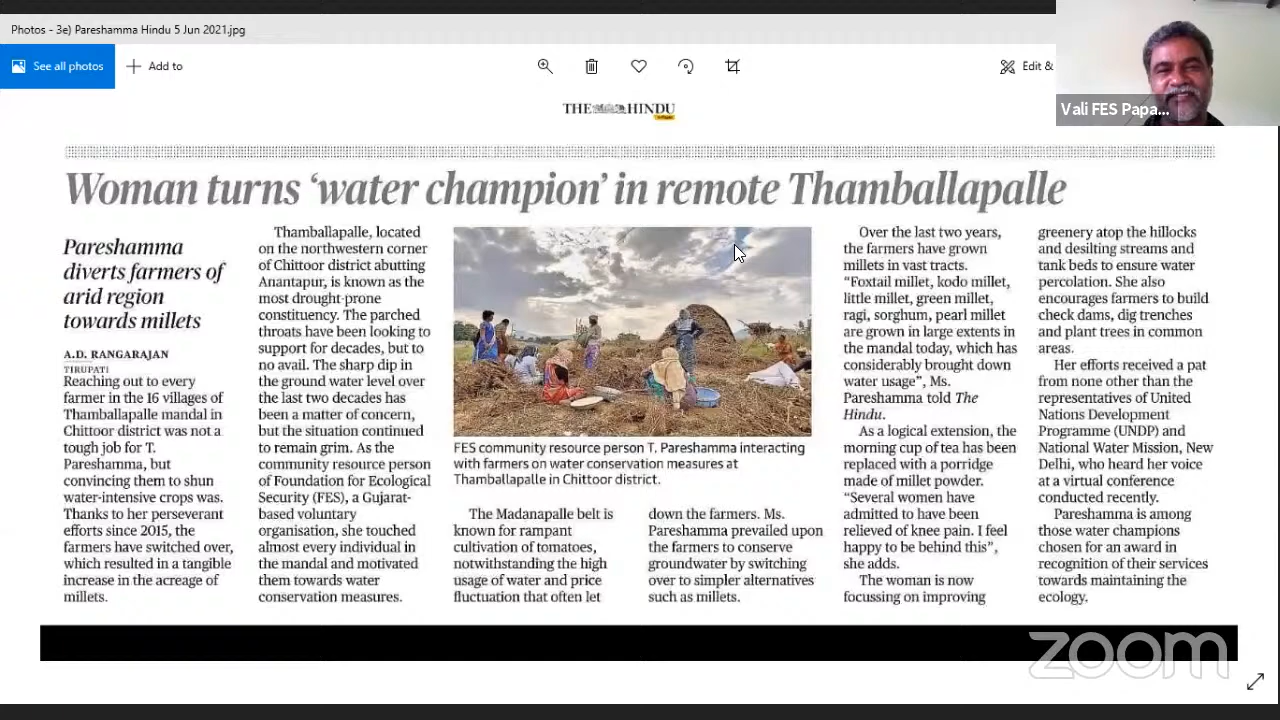 Photos - 3e) Pareshamma Hindu 5 Jun 2021.jpg
See all photos
Add to
Edit &
Vali FES Papa...
THE HINDU
Woman turns ‘water champion’ in remote Thamballapalle
Pareshamma
diverts farmers of
arid region
towards millets
A.D. RANGARAJAN
TIRUPATI
Reaching out to every
farmer in the 16 villages of
Thamballapalle mandal in
Chittoor district was not a
tough job for T.
Pareshamma, but
convincing them to shun
water-intensive crops was.
Thanks to her perseverant
efforts since 2015, the
farmers have switched over,
which resulted in a tangible
increase in the acreage of
millets.
Thamballapalle, located
on the northwestern corner
of Chittoor district abutting
Anantapur, is known as the
most drought-prone
constituency. The parched
throats have been looking to
support for decades, but to
no avail. The sharp dip in
the ground water level over
the last two decades has
been a matter of concern,
but the situation continued
to remain grim. As the
community resource person
of Foundation for Ecological
Security (FES), a Gujarat-
based voluntary
organisation, she touched
almost every individual in
the mandal and motivated
them towards water
conservation measures.
FES community resource person T. Pareshamma interacting
with farmers on water conservation measures at
Thamballapalle in Chittoor district.
The Madanapalle belt is
known for rampant
cultivation of tomatoes,
notwithstanding the high
usage of water and price
fluctuation that often let
down the farmers. Ms.
Pareshamma prevailed upon
the farmers to conserve
groundwater by switching
over to simpler alternatives
such as millets.
Over the last two years,
the farmers have grown
millets in vast tracts.
“Foxtail millet, kodo millet,
little millet, green millet,
ragi, sorghum, pearl millet
are grown in large extents in
the mandal today, which has
considerably brought down
water usage”, Ms.
Pareshamma told The
Hindu.
As a logical extension, the
morning cup of tea has been
replaced with a porridge
made of millet powder.
“Several women have
admitted to have been
relieved of knee pain. I feel
happy to be behind this”,
she adds.
The woman is now
focussing on improving
greenery atop the hillocks
and desilting streams and
tank beds to ensure water
percolation. She also
encourages farmers to build
check dams, dig trenches
and plant trees in common
areas.
Her efforts received a pat
from none other than the
representatives of United
Nations Development
Programme (UNDP) and
National Water Mission, New
Delhi, who heard her voice
at a virtual conference
conducted recently.
Pareshamma is among
those water champions
chosen for an award in
recognition of their services
towards maintaining the
ecology.
zoom